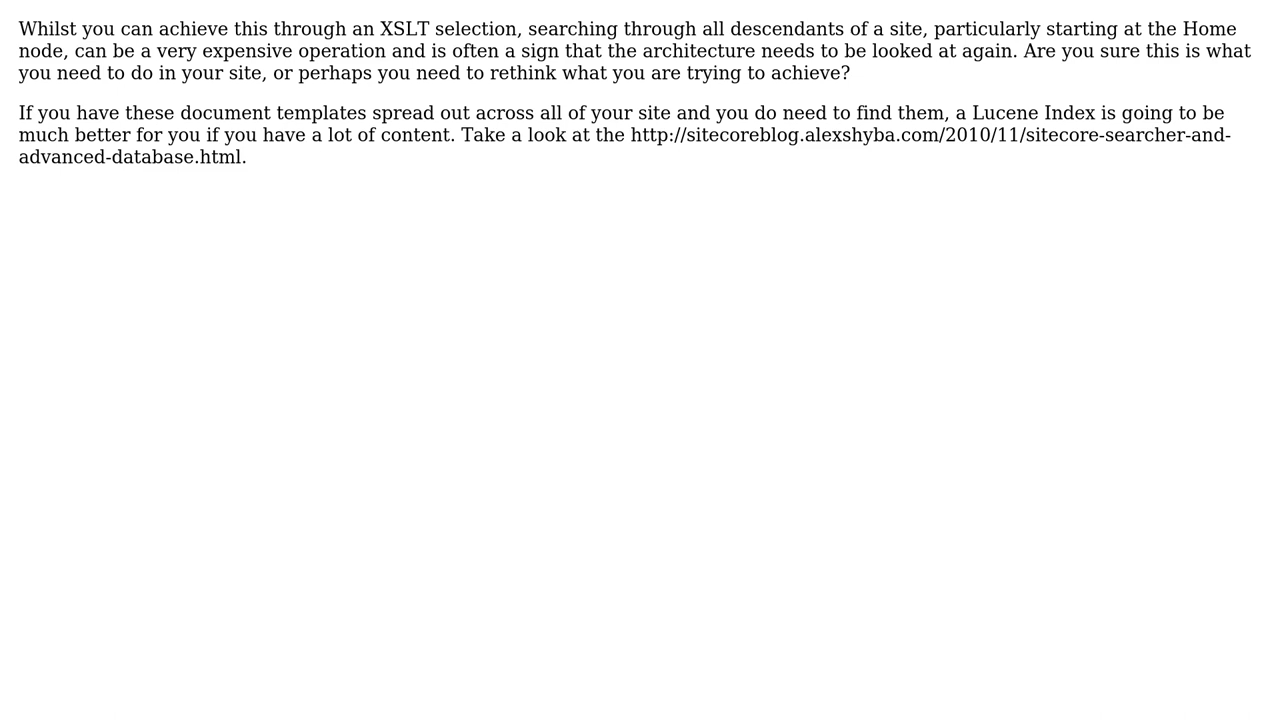 Whilst you can achieve this through an XSLT selection, searching through all descendants of a site, particularly starting at the Home
node, can be a very expensive operation and is often a sign that the architecture needs to be looked at again. Are you sure this is what
you need to do in your site, or perhaps you need to rethink what you are trying to achieve?
If you have these document templates spread out across all of your site and you do need to find them, a Lucene Index is going to be
much better for you if you have a lot of content. Take a look at the http://sitecoreblog.alexshyba.com/2010/11/sitecore-searcher-and-
advanced-database.html.